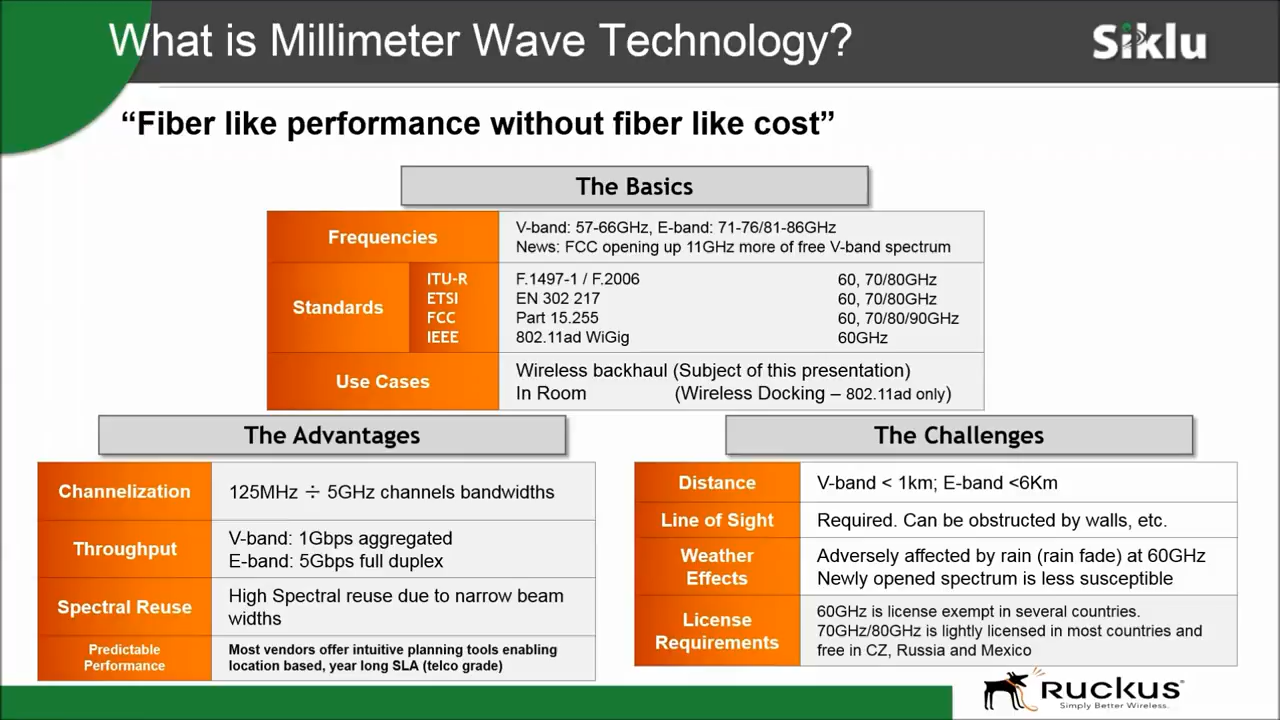 What is Millimeter Wave Technology?
Siklu
“Fiber like performance without fiber like cost”
The Basics
Frequencies
V-band: 57-66GHz, E-band: 71-76/81-86GHz
News: FCC opening up 11GHz more of free V-band spectrum
Standards
ITU-R F.1497-1 / F.2006 60, 70/80GHz
ETSI EN 302 217 60, 70/80GHz
FCC Part 15.255 60, 70/80/90GHz
IEEE 802.11ad WiGig 60GHz
Use Cases
Wireless backhaul (Subject of this presentation)
In Room (Wireless Docking – 802.11ad only)
The Advantages
Channelization
125MHz ÷ 5GHz channels bandwidths
Throughput
V-band: 1Gbps aggregated
E-band: 5Gbps full duplex
Spectral Reuse
High Spectral reuse due to narrow beam
widths
Predictable
Performance
Most vendors offer intuitive planning tools enabling
location based, year long SLA (telco grade)
The Challenges
Distance
V-band < 1km; E-band <6Km
Line of Sight
Required. Can be obstructed by walls, etc.
Weather
Effects
Adversely affected by rain (rain fade) at 60GHz
Newly opened spectrum is less susceptible
License
Requirements
60GHz is license exempt in several countries.
70GHz/80GHz is lightly licensed in most countries and
free in CZ, Russia and Mexico
RUCKUS
Simply Better Wireless.